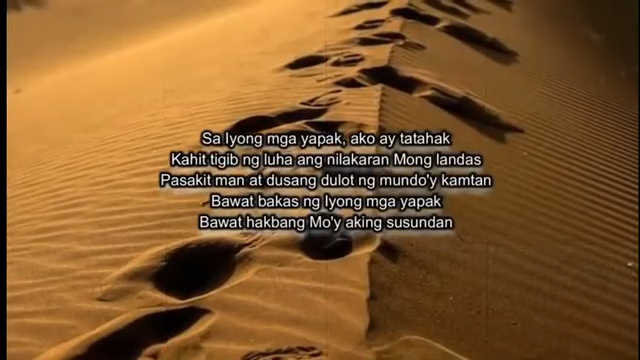 Sa Iyong mga yapak, ako ay tatahak
Kahit tigib ng luha ang nilakaran Mong landas
Pasakit man at dusang dulot ng mundo'y kamtan
Bawat bakas ng Iyong mga yapak
Bawat hakbang Mo'y aking susundan